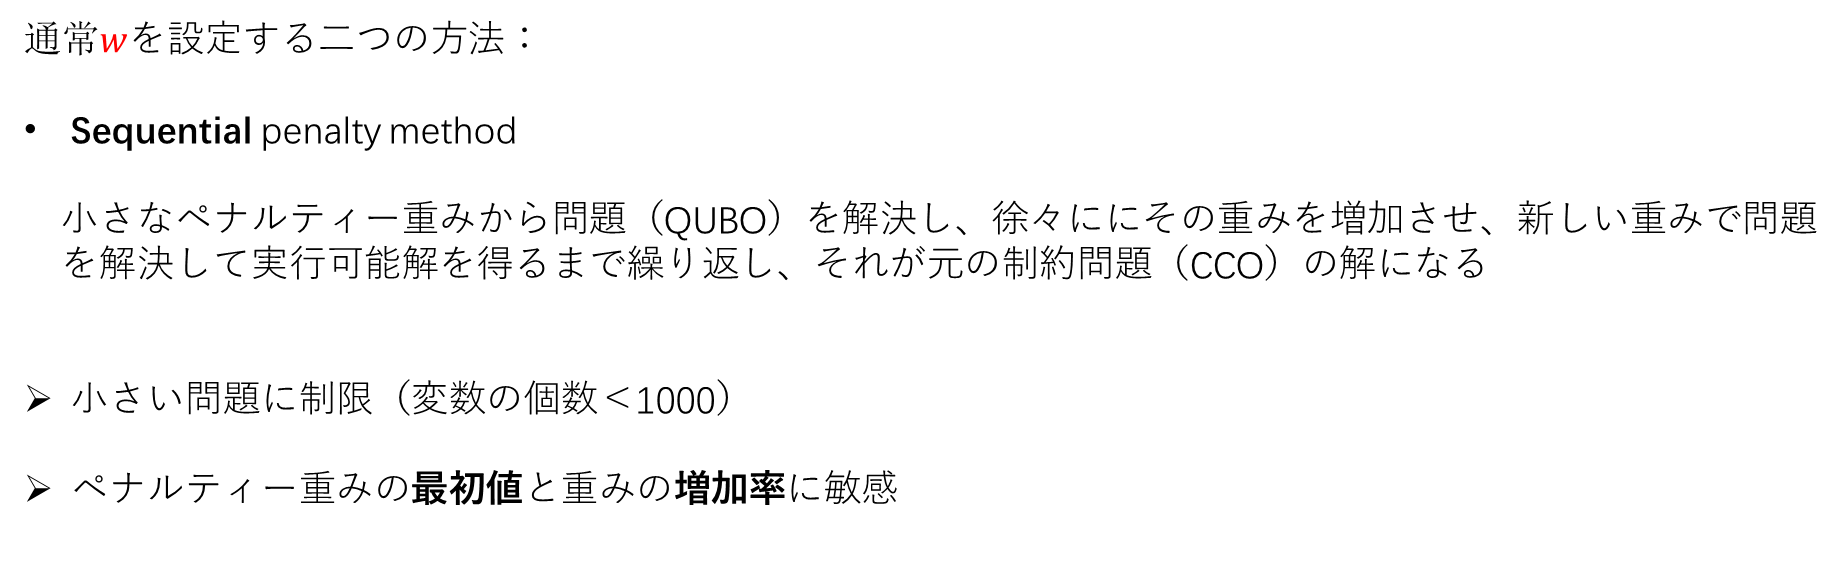 通常wを設定する二つの方法：
• Sequential penalty method
小さなペナルティー重みから問題（QUBO）を解決し、徐々ににその重みを増加させ、新しい重みで問題
を解決して実行可能解を得るまで繰り返し、それが元の制約問題（CCO）の解になる
➢ 小さい問題に制限（変数の個数＜1000）
➢ ペナルティー重みの最初値と重みの増加率に敏感